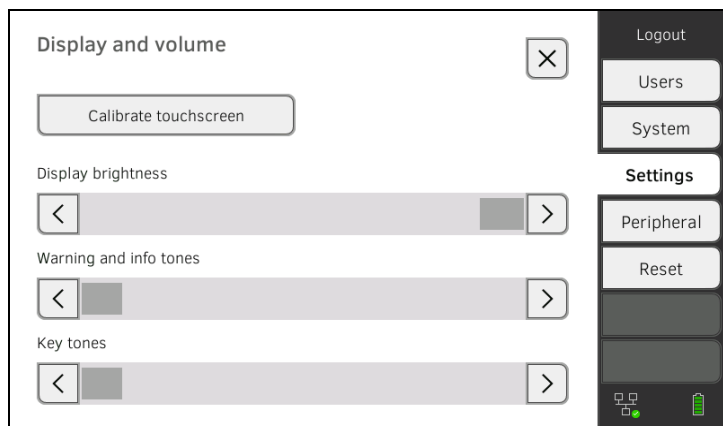 Display and volume
Calibrate touchscreen
Display brightness
Warning and info tones
Key tones
Logout
Users
System
Settings
Peripheral
Reset